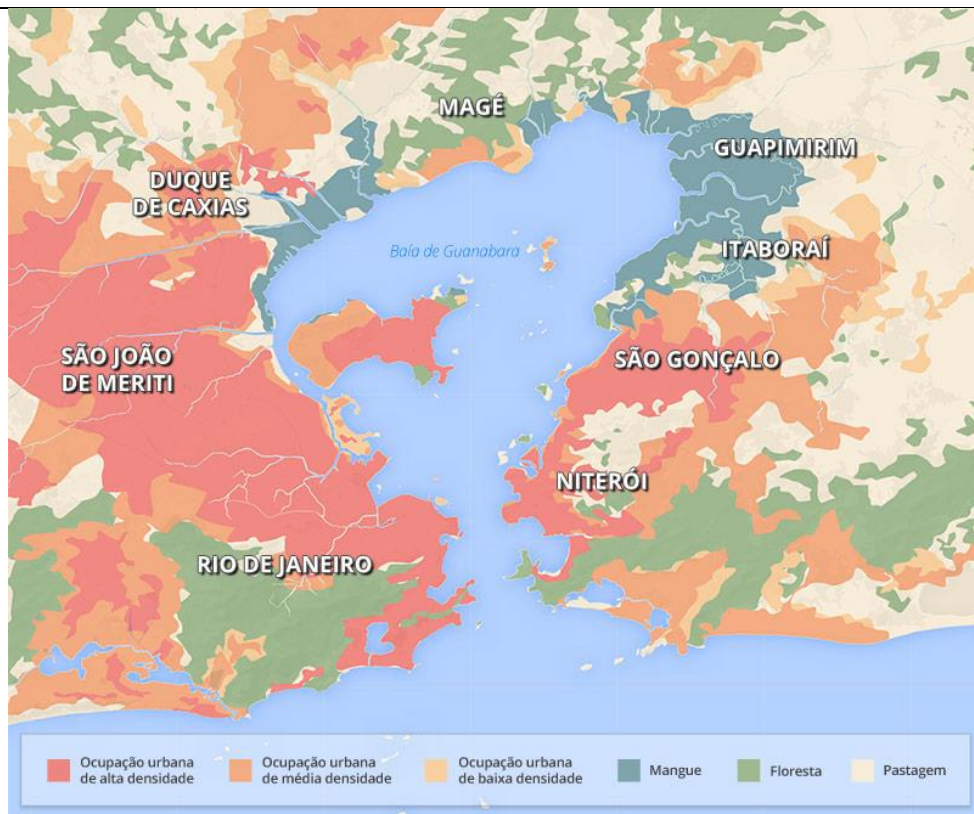 MAGÉ
GUAPIMIRIM
DUQUE
DE CAXIAS
Baía de Guanabara
ITABORAÍ
SÃO JOÃO
DE MERITI
SÃO GONÇALO
NITERÓI
RIO DE JANEIRO
Ocupação urbana
de alta densidade
Ocupação urbana
de média densidade
Ocupação urbana
de baixa densidade
Mangue
Floresta
Pastagem